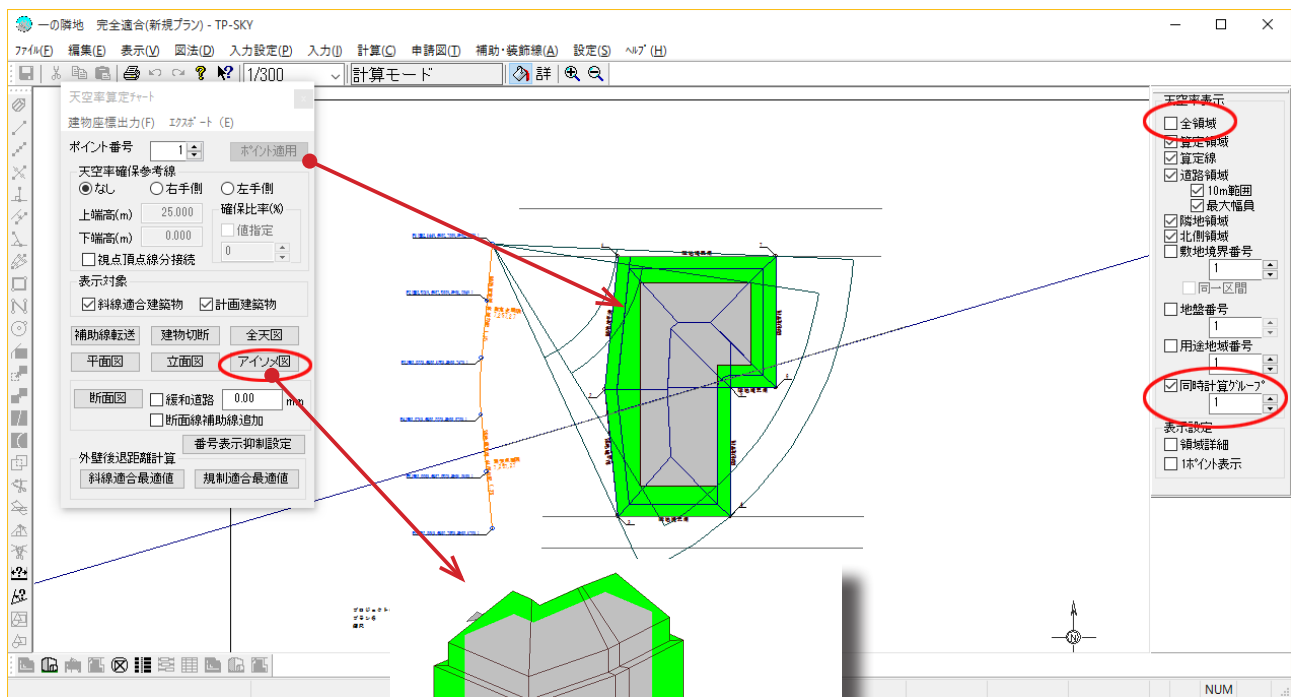 一の隣地　完全適合(新規プラン) - TP-SKY
ﾌｧｲﾙ(F) 編集(E) 表示(V) 図法(D) 入力設定(P) 入力(I) 計算(C) 申請図(T) 補助・装飾線(A) 設定(S) ﾍﾙﾌﾟ(H)
1/300 計算モード 詳
天空率算定ﾁｬｰﾄ
建物座標出力(F) ｴｸｽﾎﾟｰﾄ (E)
ポイント番号 1 ﾎﾟｲﾝﾄ適用
天空率確保参考線
なし 右手側 左手側
上端高(m) 25.000 確保比率(%)
下端高(m) 0.000 値指定
視点頂点線分接続 0
表示対象
斜線適合建築物 計画建築物
補助線転送 建物切断 全天図
平面図 立面図 アイソメ図
断面図 緩和道路 0.00 mm
断面線補助線追加
番号表示抑制設定
外壁後退距離計算
斜線適合最適値 規制適合最適値
天空率表示
全領域
算定領域
算定線
道路領域
10m範囲
最大幅員
隣地領域
北側領域
敷地境界番号
1
同一区間
地盤番号
1
用途地域番号
1
同時計算ｸﾞﾙｰﾌﾟ
1
表示設定
領域詳細
1ﾎﾟｲﾝﾄ表示
プロジェクト
プラン名
縮尺
N
NUM